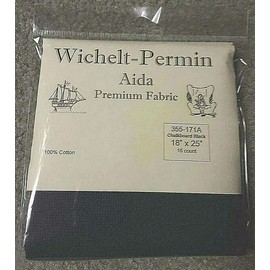 Wichelt-Permin
Aida
Premium Fabric
355-171A
Chalkboard Black
18" x 25"
16 count
100% Cotton